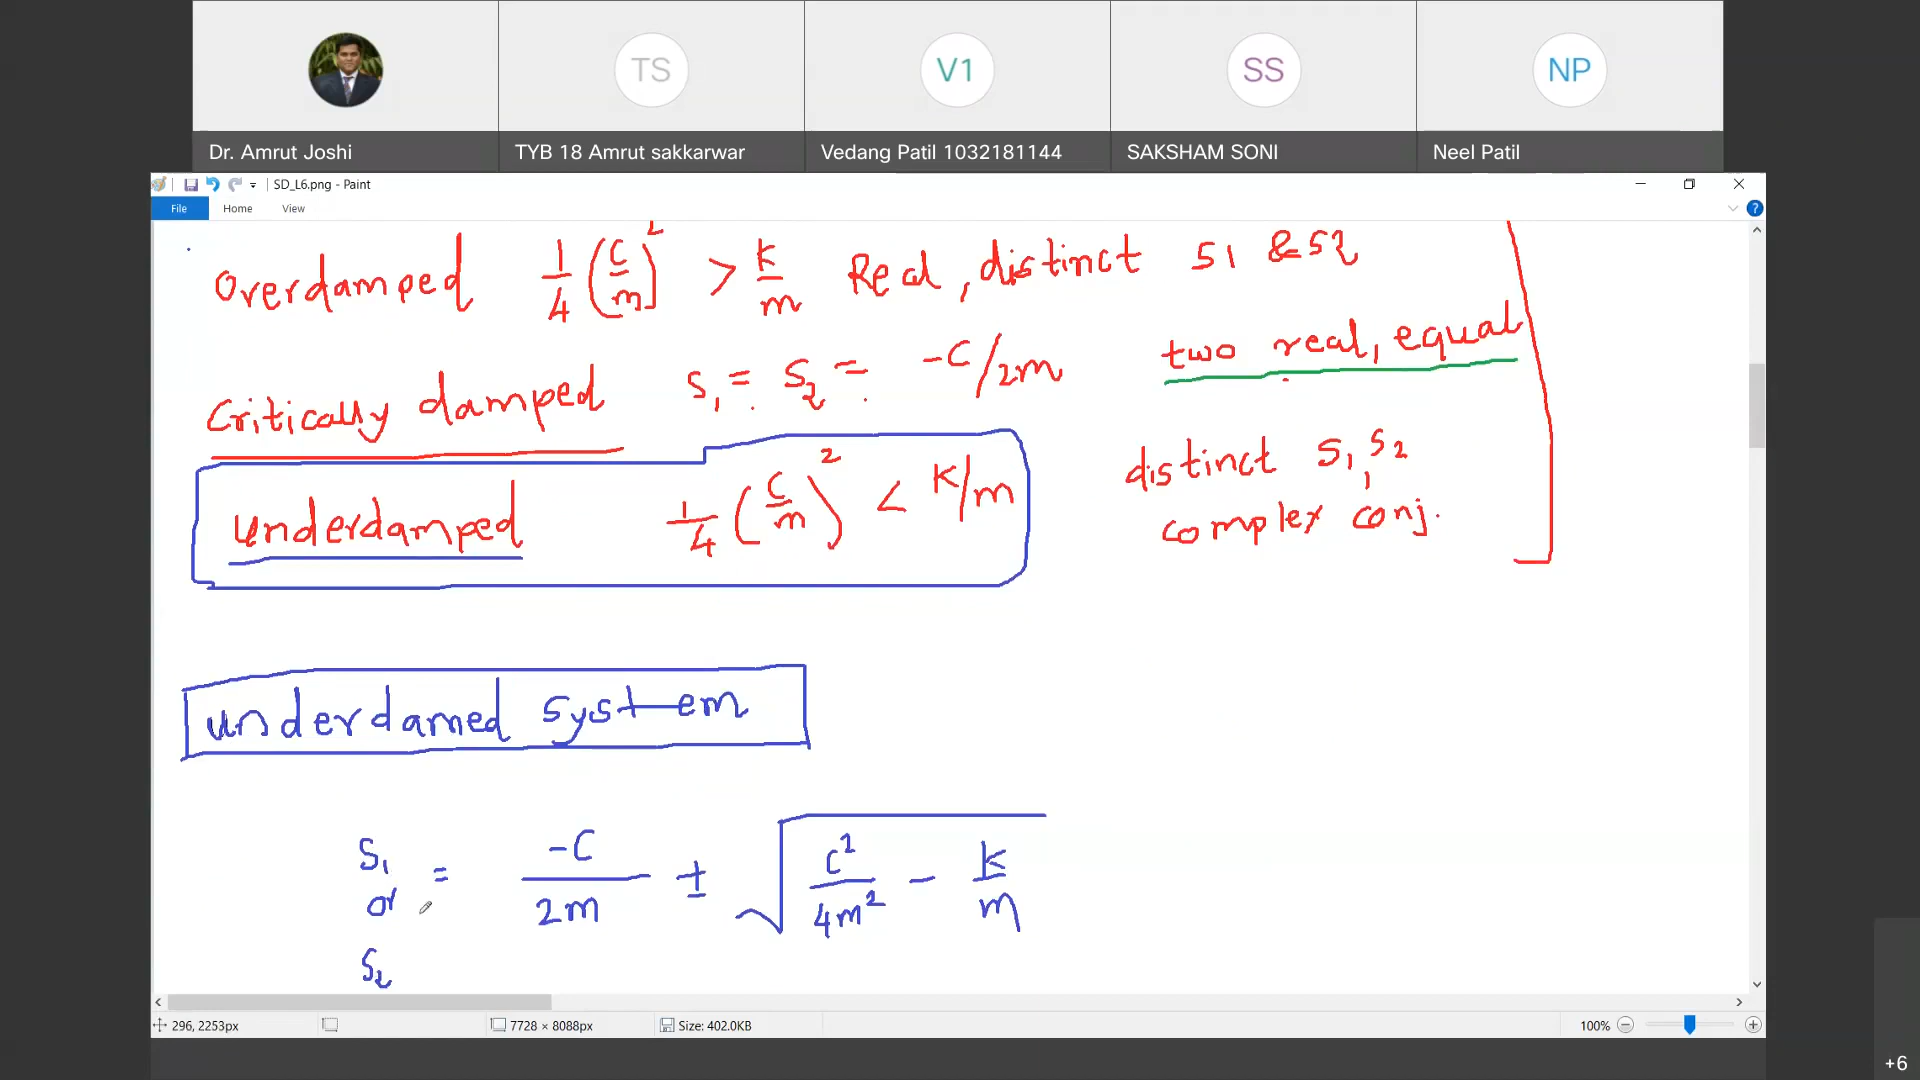 TS
V1
SS
NP
Dr. Amrut Joshi
TYB 18 Amrut sakkarwar
Vedang Patil 1032181144
SAKSHAM SONI
Neel Patil
SD_L6.png - Paint
File Home View
Overdamped 1/4 (C/m)² > K/m Real, distinct S1 & S2
Critically damped S₁ = S₂ = -C/2m two real, equal
underdamped 1/4 (C/m)² < K/m distinct S₁, S₂
complex conj.
underdamed system
S₁ or S₂ = -C/2m ± √(C²/4m² - K/m)
296, 2253px 7728 × 8088px Size: 402.0KB 100%
+6